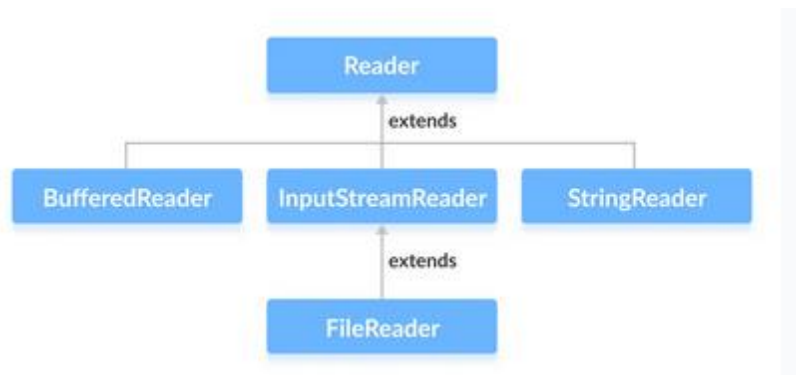 Reader
extends
BufferedReader
InputStreamReader
StringReader
extends
FileReader